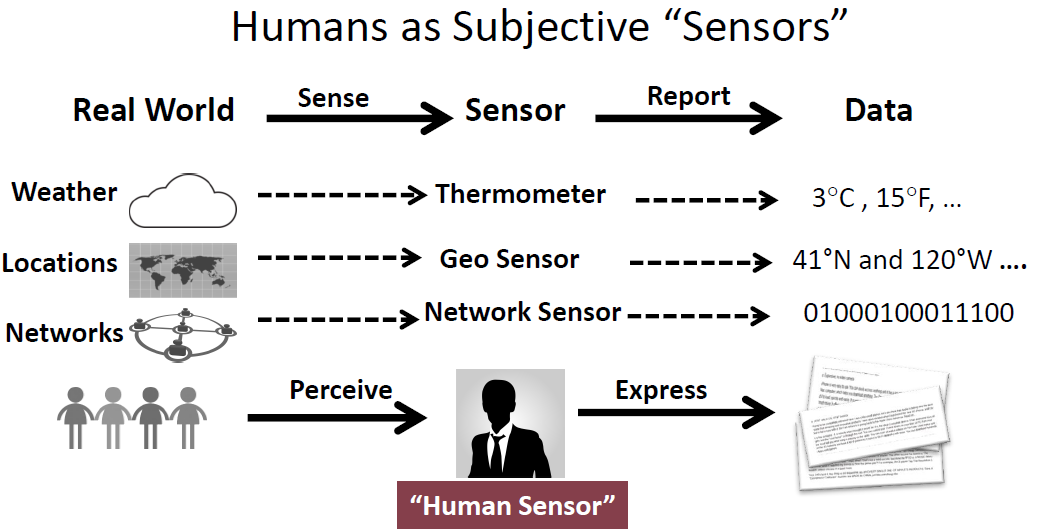 Humans as Subjective “Sensors”
Real World Sense Sensor Report Data
Weather Thermometer 3°C , 15°F, ...
Locations Geo Sensor 41°N and 120°W ....
Networks Network Sensor 01000100011100
Perceive Express
“Human Sensor”